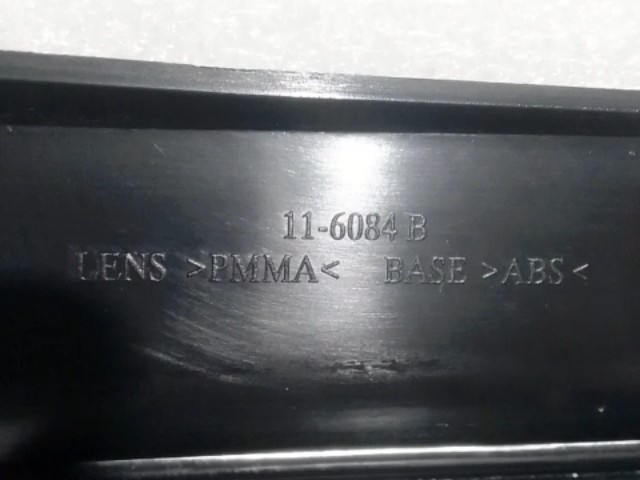 11-6084 B
LENS >PMMA< BASE >ABS<